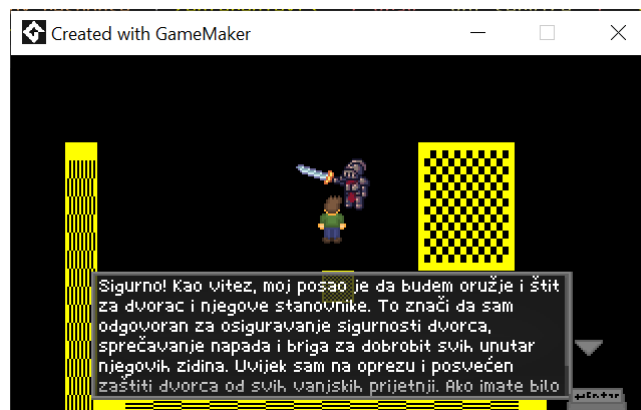 Created with GameMaker
Sigurno! Kao vitez, moj posao je da budem oružje i štit
za dvorac i njegove stanovnike. To znači da sam
odgovoran za osiguravanje sigurnosti dvorca,
sprečavanje napada i briga za dobrobit svih unutar
njegovih zidina. Uvijek sam na oprezu i posvećen
zaštiti dvorca od svih vanjskih prijetnji. Ako imate bilo